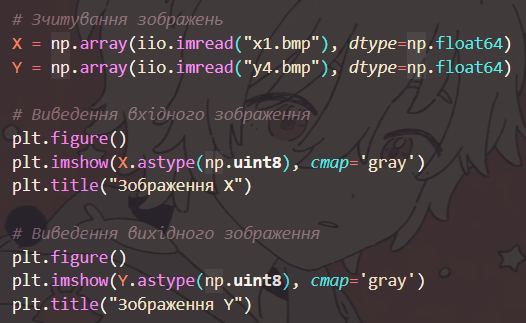 # Зчитування зображень
X = np.array(iio.imread("x1.bmp"), dtype=np.float64)
Y = np.array(iio.imread("y4.bmp"), dtype=np.float64)
# Виведення вхідного зображення
plt.figure()
plt.imshow(X.astype(np.uint8), cmap='gray')
plt.title("Зображення X")
# Виведення вихідного зображення
plt.figure()
plt.imshow(Y.astype(np.uint8), cmap='gray')
plt.title("Зображення Y")